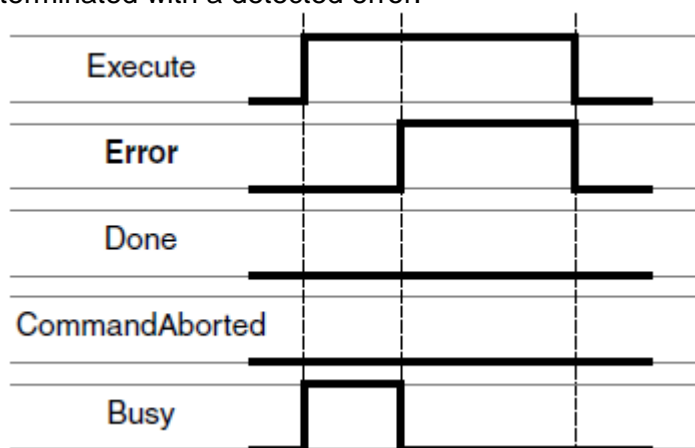 terminated with a detected error.
Execute
Error
Done
CommandAborted
Busy